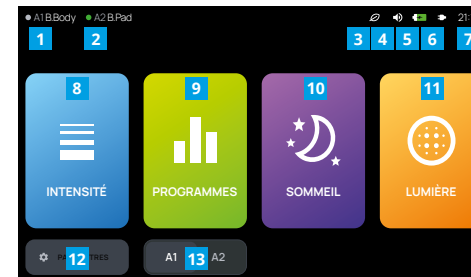 A1 B.Body A2 B.Pad 21:
1 2 3 4 5 6 7
8 9 10 11
INTENSITÉ PROGRAMMES SOMMEIL LUMIÈRE
12 A1 13 A2